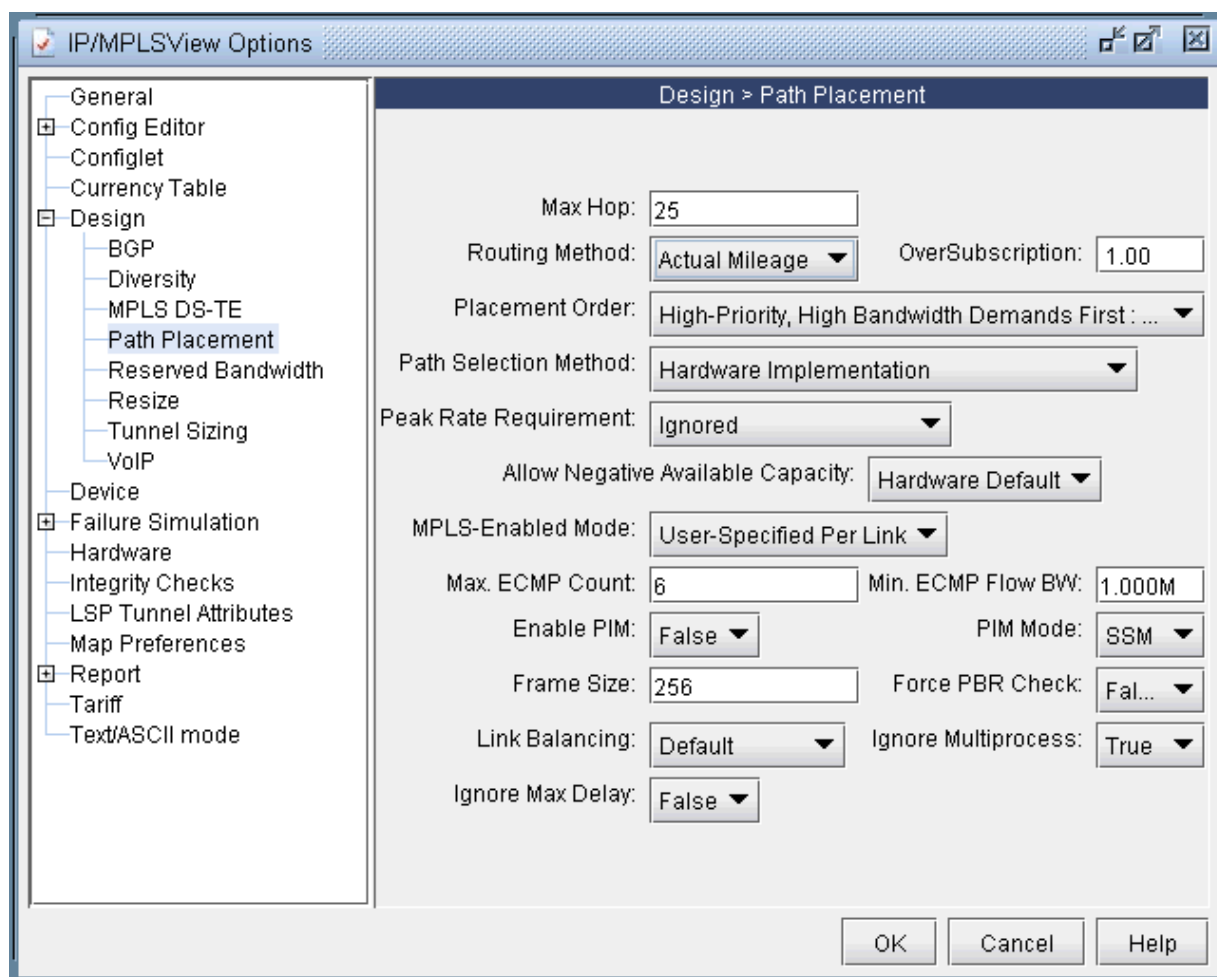 IP/MPLSView Options
General
Config Editor
Configlet
Currency Table
Design
BGP
Diversity
MPLS DS-TE
Path Placement
Reserved Bandwidth
Resize
Tunnel Sizing
VoIP
Device
Failure Simulation
Hardware
Integrity Checks
LSP Tunnel Attributes
Map Preferences
Report
Tariff
Text/ASCII mode
Design > Path Placement
Max Hop: 25
Routing Method: Actual Mileage OverSubscription: 1.00
Placement Order: High-Priority, High Bandwidth Demands First : ...
Path Selection Method: Hardware Implementation
Peak Rate Requirement: Ignored
Allow Negative Available Capacity: Hardware Default
MPLS-Enabled Mode: User-Specified Per Link
Max. ECMP Count: 6 Min. ECMP Flow BW: 1.000M
Enable PIM: False PIM Mode: SSM
Frame Size: 256 Force PBR Check: Fal...
Link Balancing: Default Ignore Multiprocess: True
Ignore Max Delay: False
OK Cancel Help